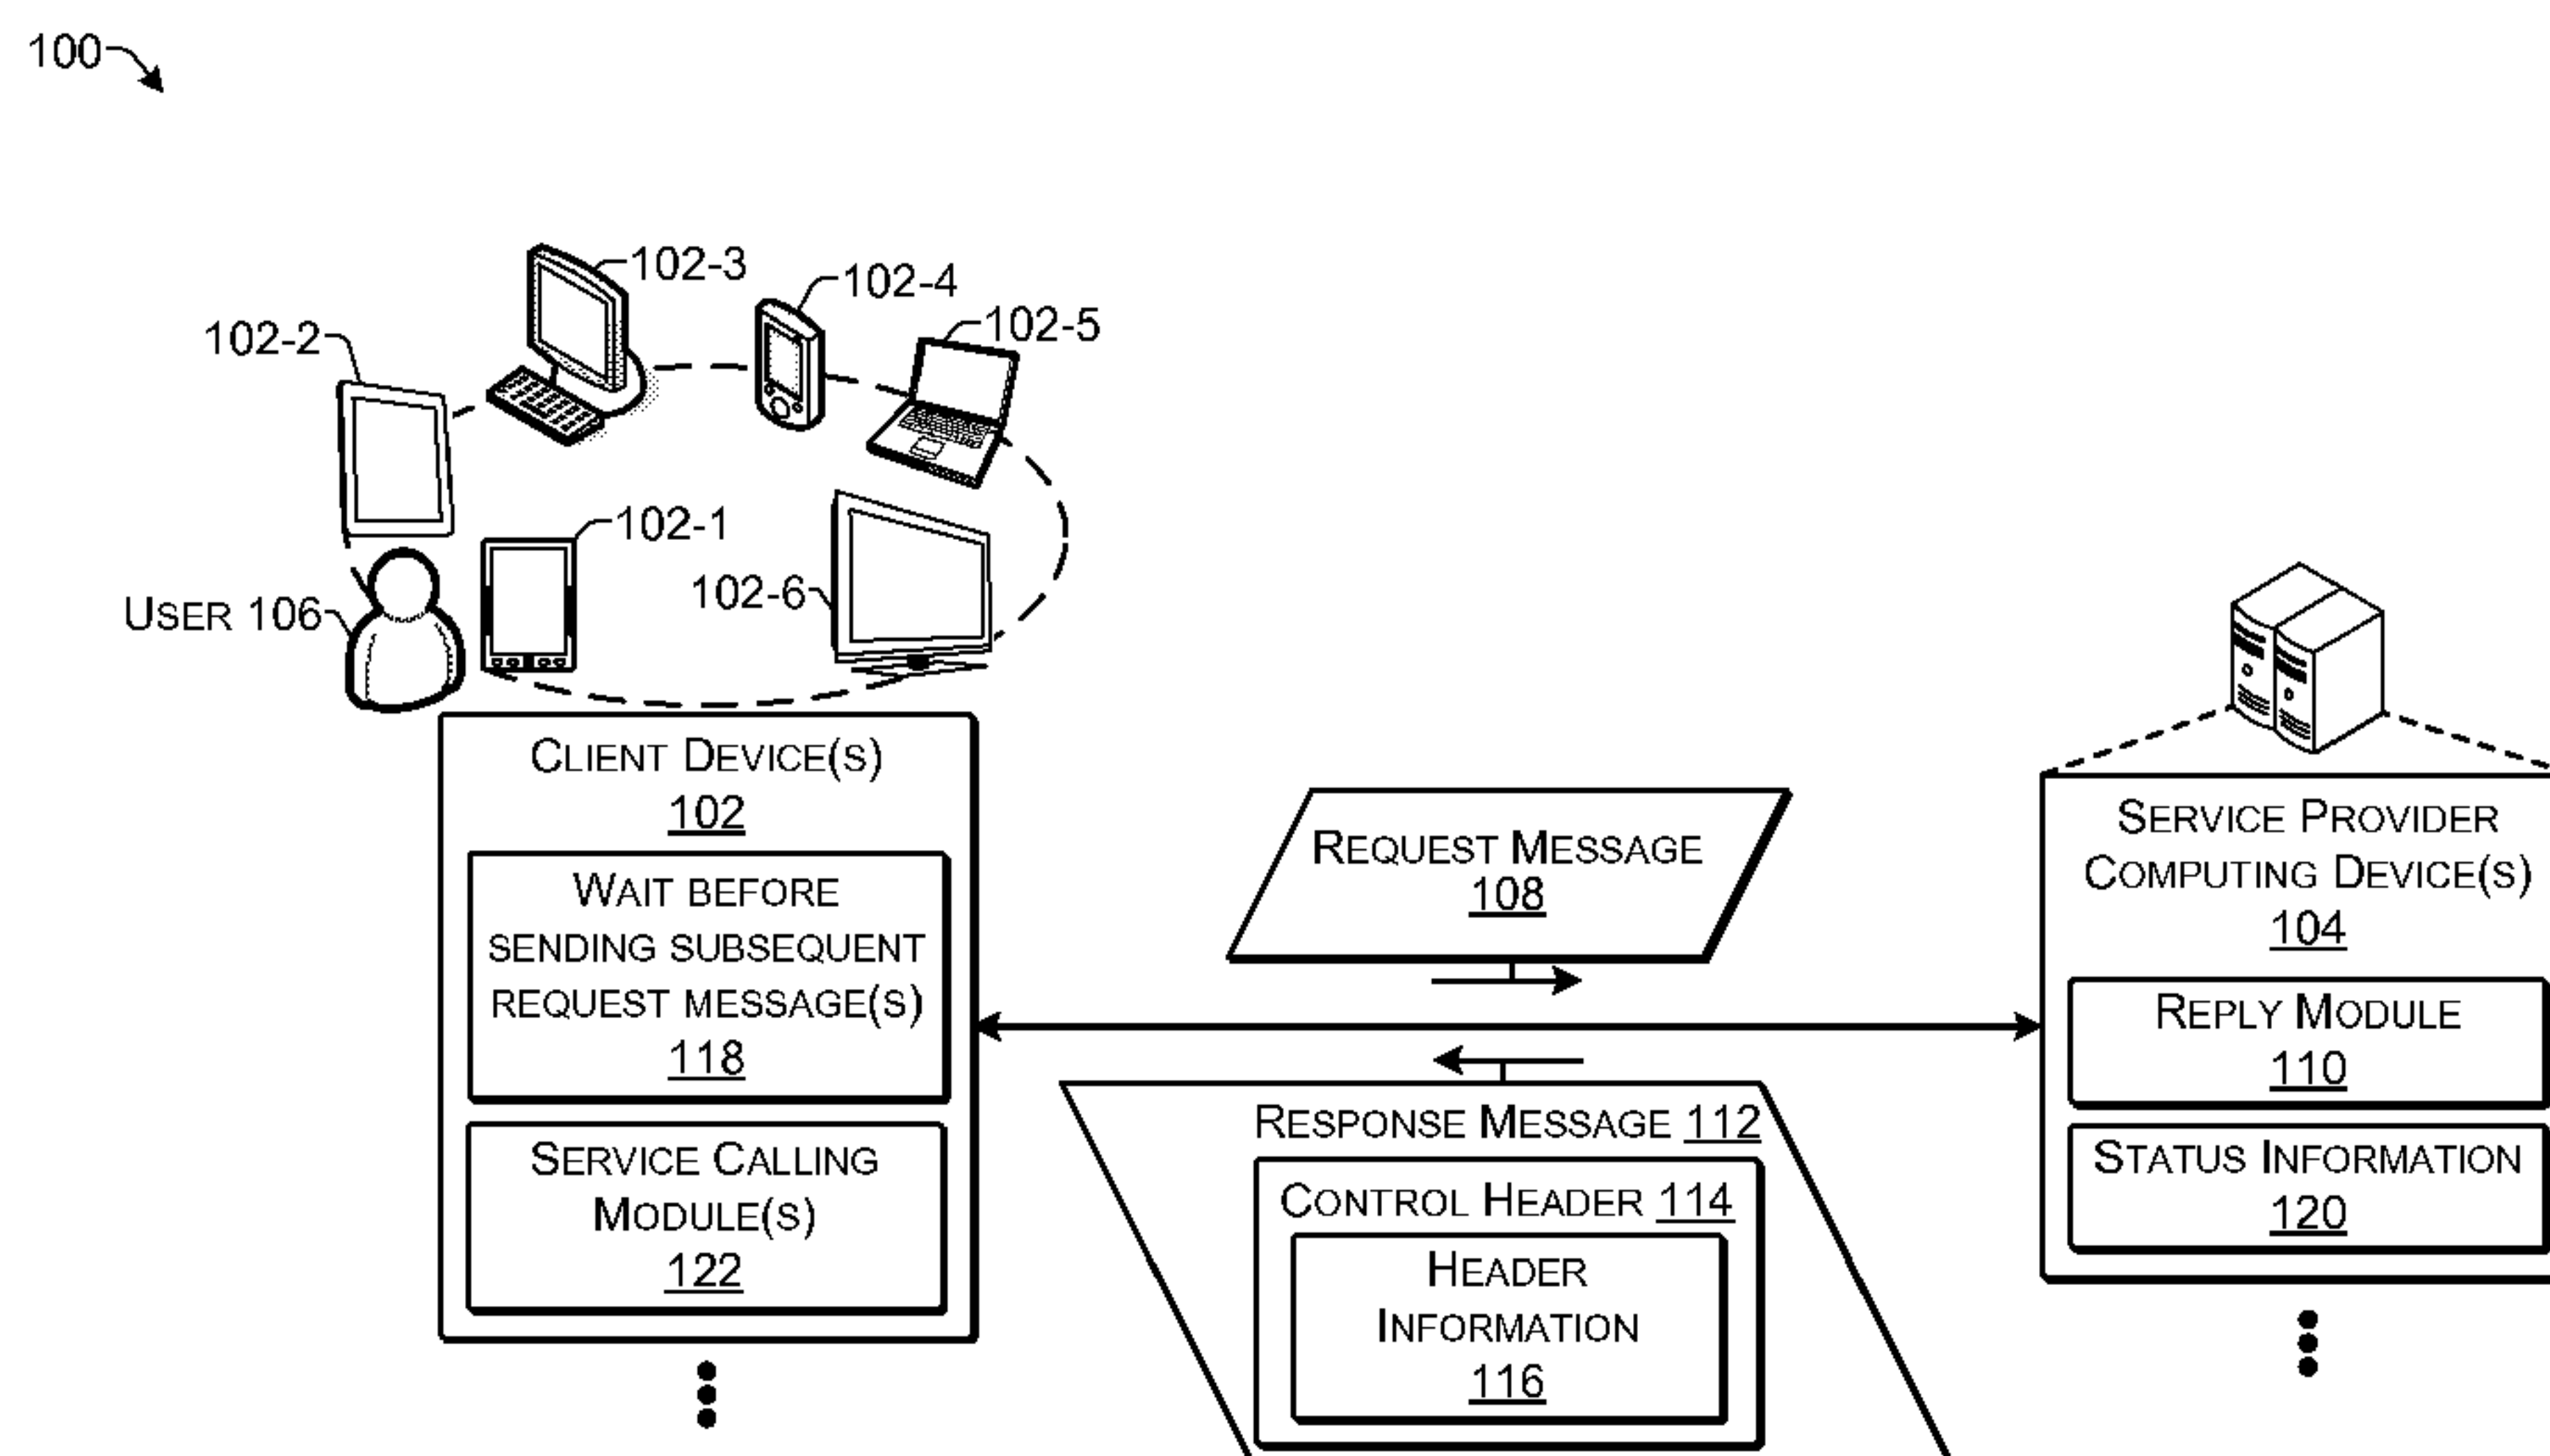 100
102-3
102-4
102-2
102-5
102-1
102-6
USER 106
CLIENT DEVICE(S)
102
WAIT BEFORE
SENDING SUBSEQUENT
REQUEST MESSAGE(S)
118
SERVICE CALLING
MODULE(S)
122
REQUEST MESSAGE
108
RESPONSE MESSAGE 112
CONTROL HEADER 114
HEADER
INFORMATION
116
SERVICE PROVIDER
COMPUTING DEVICE(S)
104
REPLY MODULE
110
STATUS INFORMATION
120